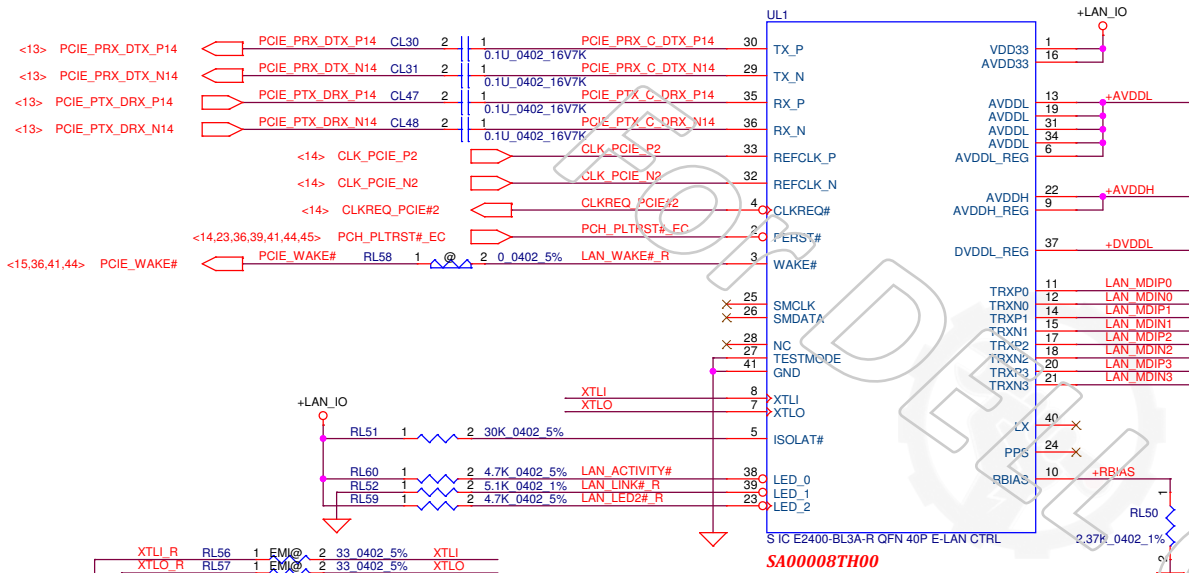 UL1
+LAN_IO
<13> PCIE_PRX_DTX_P14 PCIE_PRX_DTX_P14 CL30 2 1 PCIE_PRX_C_DTX_P14 30 TX_P VDD33 1
0.1U_0402_16V7K AVDD33 16
<13> PCIE_PRX_DTX_N14 PCIE_PRX_DTX_N14 CL31 2 1 PCIE_PRX_C_DTX_N14 29 TX_N
0.1U_0402_16V7K
<13> PCIE_PTX_DRX_P14 PCIE_PTX_DRX_P14 CL47 2 1 PCIE_PTX_C_DRX_P14 35 RX_P AVDDL 13 +AVDDL
0.1U_0402_16V7K AVDDL 19
<13> PCIE_PTX_DRX_N14 PCIE_PTX_DRX_N14 CL48 2 1 PCIE_PTX_C_DRX_N14 36 RX_N AVDDL 31
0.1U_0402_16V7K AVDDL 34
<14> CLK_PCIE_P2 CLK_PCIE_P2 33 REFCLK_P AVDDL_REG 6
<14> CLK_PCIE_N2 CLK_PCIE_N2 32 REFCLK_N
AVDDH 22 +AVDDH
<14> CLKREQ_PCIE#2 CLKREQ_PCIE#2 4 CLKREQ# AVDDH_REG 9
<14,23,36,39,41,44,45> PCH_PLTRST#_EC PCH_PLTRST#_EC 2 PERST#
DVDDL_REG 37 +DVDDL
<15,36,41,44> PCIE_WAKE# PCIE_WAKE# RL58 1 @ 2 0_0402_5% LAN_WAKE#_R 3 WAKE#
TRXP0 11 LAN_MDIP0
25 SMCLK TRXN0 12 LAN_MDIN0
26 SMDATA TRXP1 14 LAN_MDIP1
TRXN1 15 LAN_MDIN1
28 NC TRXP2 17 LAN_MDIP2
27 TESTMODE TRXN2 18 LAN_MDIN2
41 GND TRXP3 20 LAN_MDIP3
TRXN3 21 LAN_MDIN3
XTLI 8 XTLI
XTLO 7 XTLO
+LAN_IO
LX 40
RL51 1 2 30K_0402_5% 5 ISOLAT#
PPS 24
RL60 1 2 4.7K_0402_5% LAN_ACTIVITY# 38 LED_0 RBIAS 10 +RBIAS
RL52 1 2 5.1K_0402_1% LAN_LINK#_R 39 LED_1
RL59 1 2 4.7K_0402_5% LAN_LED2#_R 23 LED_2
1
RL50
2.37K_0402_1%
2
S IC E2400-BL3A-R QFN 40P E-LAN CTRL
SA00008TH00
XTLI_R RL56 1 EMI@ 2 33_0402_5% XTLI
XTLO_R RL57 1 EMI@ 2 33_0402_5% XTLO
For DELL